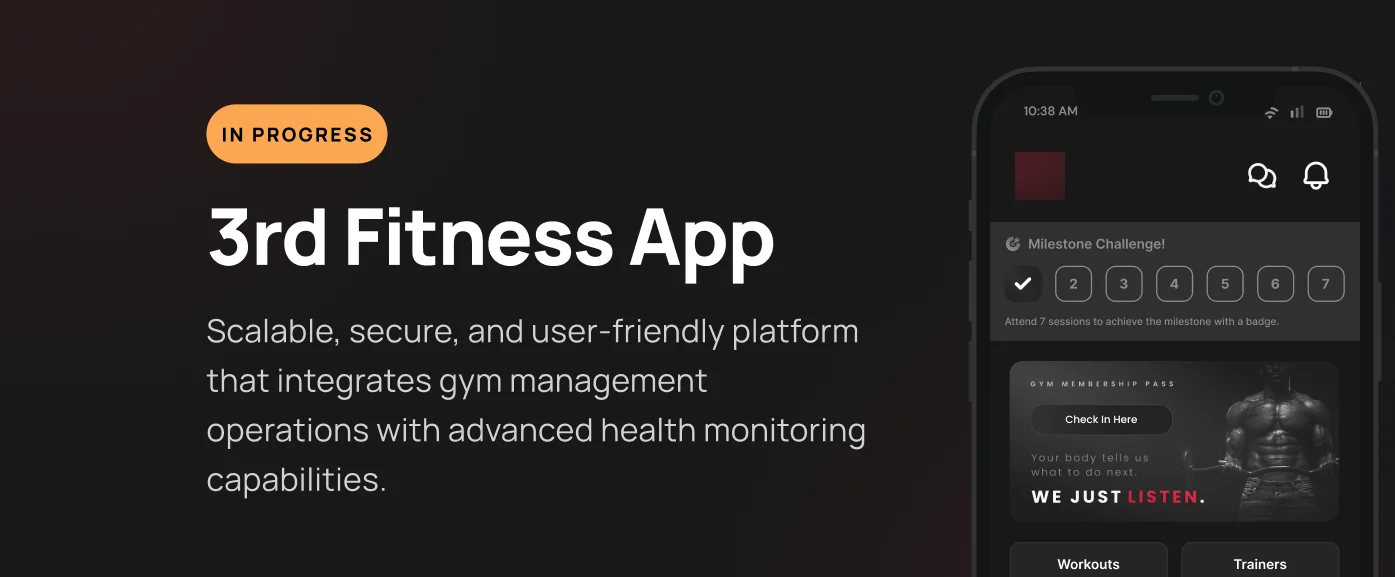 IN PROGRESS
3rd Fitness App
Scalable, secure, and user-friendly platform
that integrates gym management
operations with advanced health monitoring
capabilities.
10:38 AM
Milestone Challenge!
2 3 4 5 6 7
Attend 7 sessions to achieve the milestone with a badge.
GYM MEMBERSHIP PASS
Check In Here
Your body tells us
what to do next.
WE JUST LISTEN.
Workouts Trainers